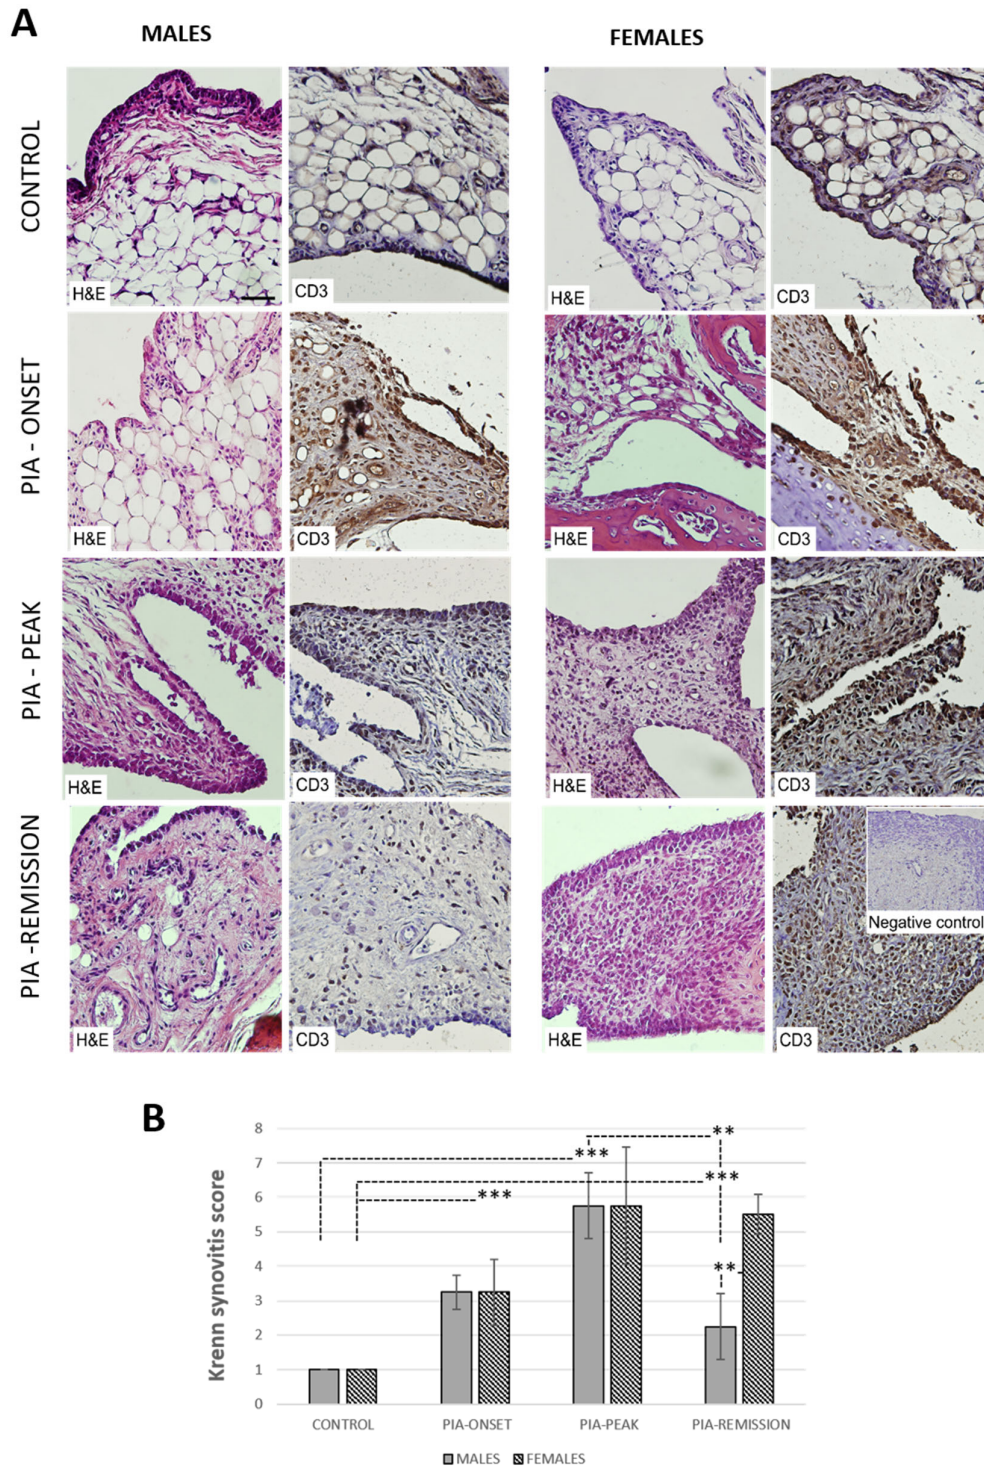 A
MALES
FEMALES
CONTROL
H&E
CD3
H&E
CD3
PIA - ONSET
H&E
CD3
H&E
CD3
PIA - PEAK
H&E
CD3
H&E
CD3
PIA -REMISSION
H&E
CD3
H&E
Negative control
CD3
B
Krenn synovitis score
8
7
6
5
4
3
2
1
0
**
***
***
***
**
CONTROL
PIA-ONSET
PIA-PEAK
PIA-REMISSION
MALES
FEMALES